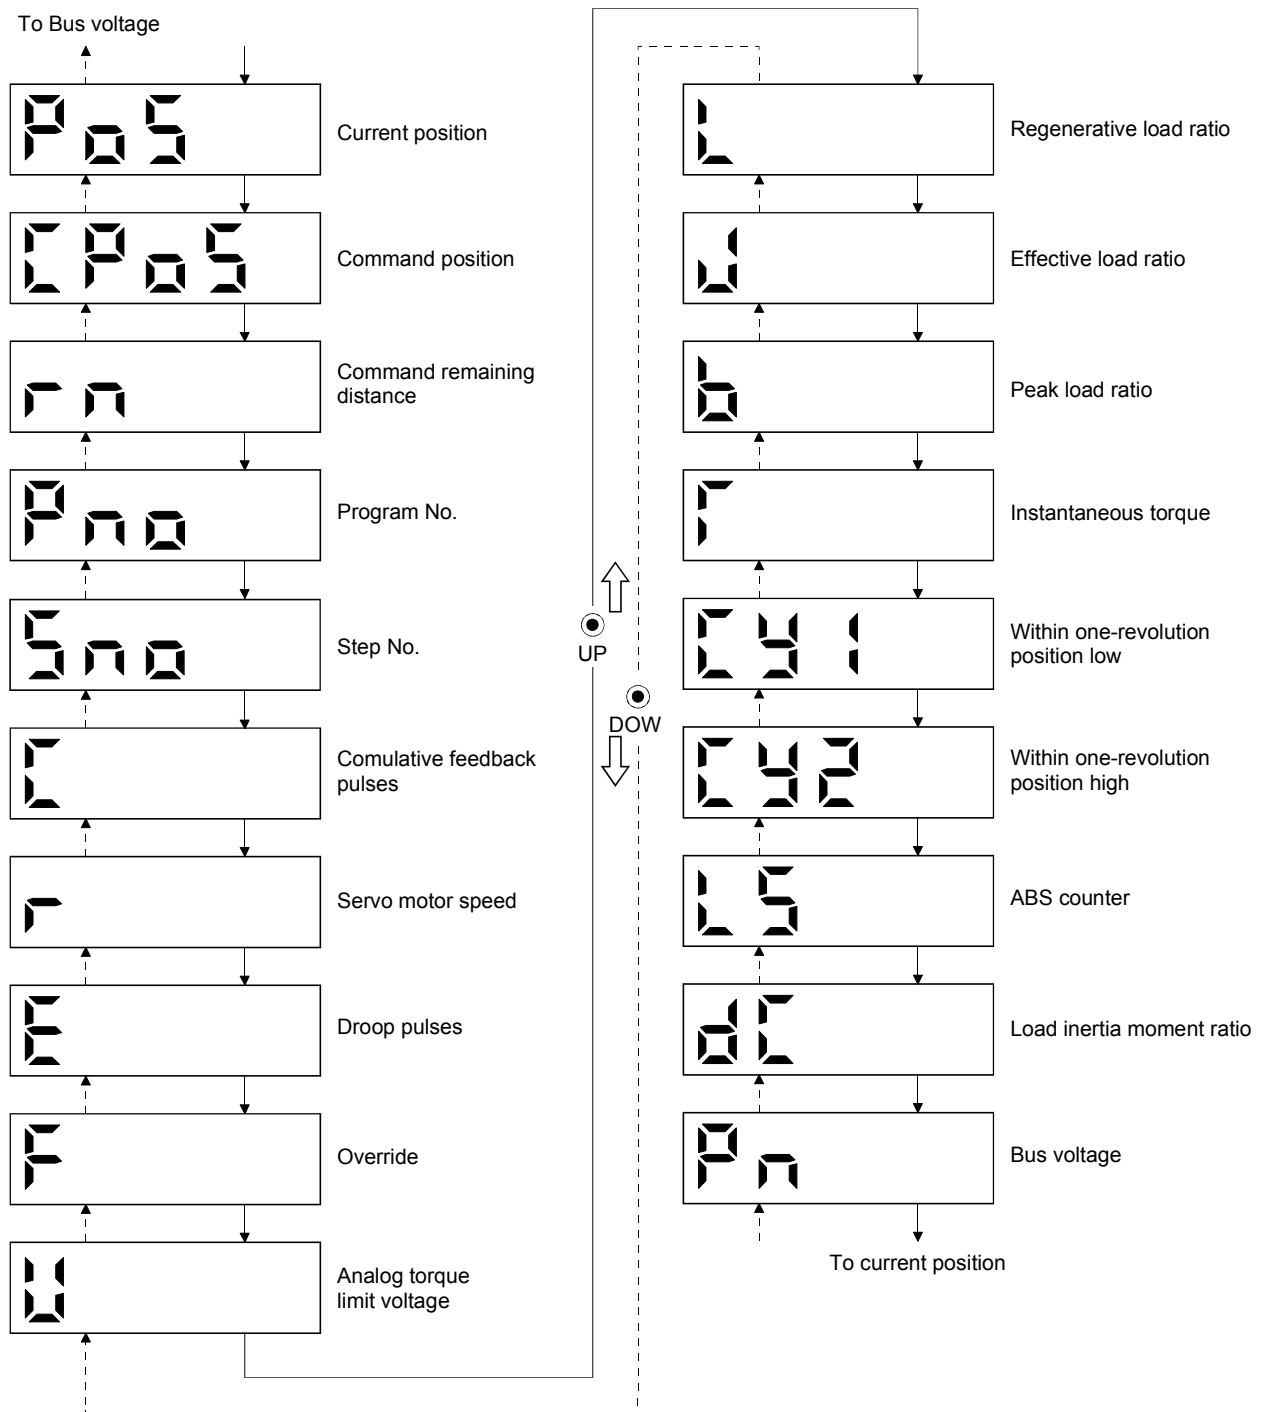 To Bus voltage
PoS
Current position
CPoS
Command position
rn
Command remaining
distance
Pno
Program No.
Sno
Step No.
C
Comulative feedback
pulses
r
Servo motor speed
E
Droop pulses
F
Override
U
Analog torque
limit voltage
UP
DOW
L
Regenerative load ratio
J
Effective load ratio
b
Peak load ratio
T
Instantaneous torque
Cy1
Within one-revolution
position low
Cy2
Within one-revolution
position high
LS
ABS counter
dC
Load inertia moment ratio
Pn
Bus voltage
To current position